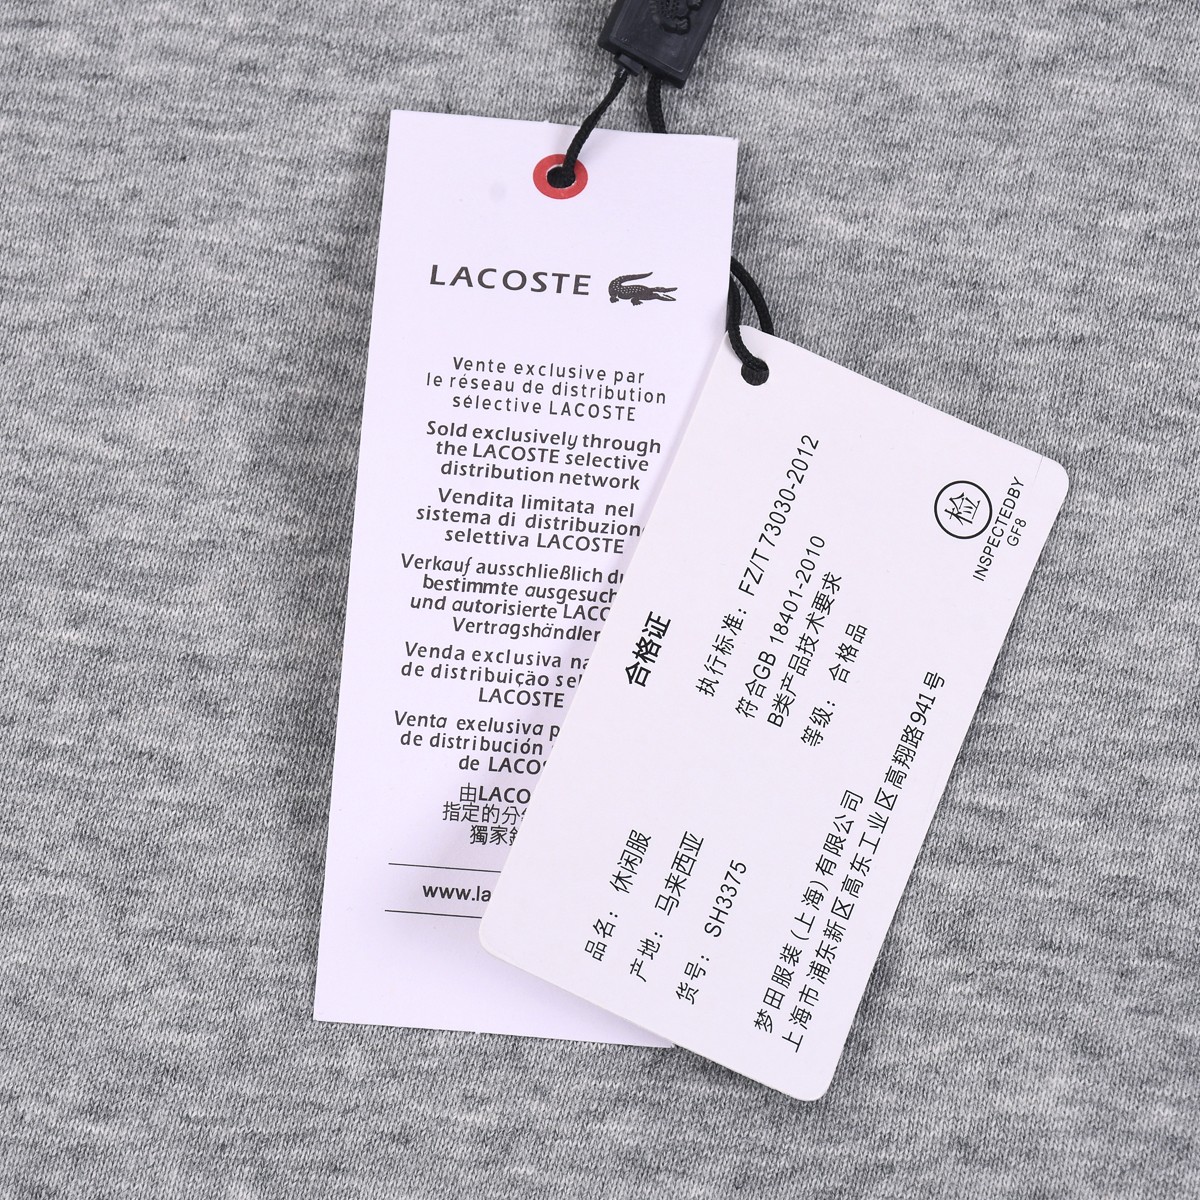 LACOSTE
Vente exclusive par
le réseau de distribution
sélective LACOSTE
Sold exclusively through
the LACOSTE selective
distribution network
Vendita limitata nel
sistema di distribuzion
selettiva LACOSTE
Verkauf ausschließlich du
bestimmte ausgesuch
und autorisierte LACO
Vertragshändler
Venda exclusiva na
de distribuição sel
LACOSTE
Venta exelusiva p
de distribución
de LACOS
由LACO
指定的分
獨家
www.la
合格证
品名: 休闲服
产地: 马来西亚
货号: SH3375
执行标准: FZ/T 73030-2012
符合GB 18401-2010
B类产品技术要求
等级: 合格品
梦田服装(上海)有限公司
上海市浦东新区高东工业区高翔路941号
检
INSPECTEDBY
GF8